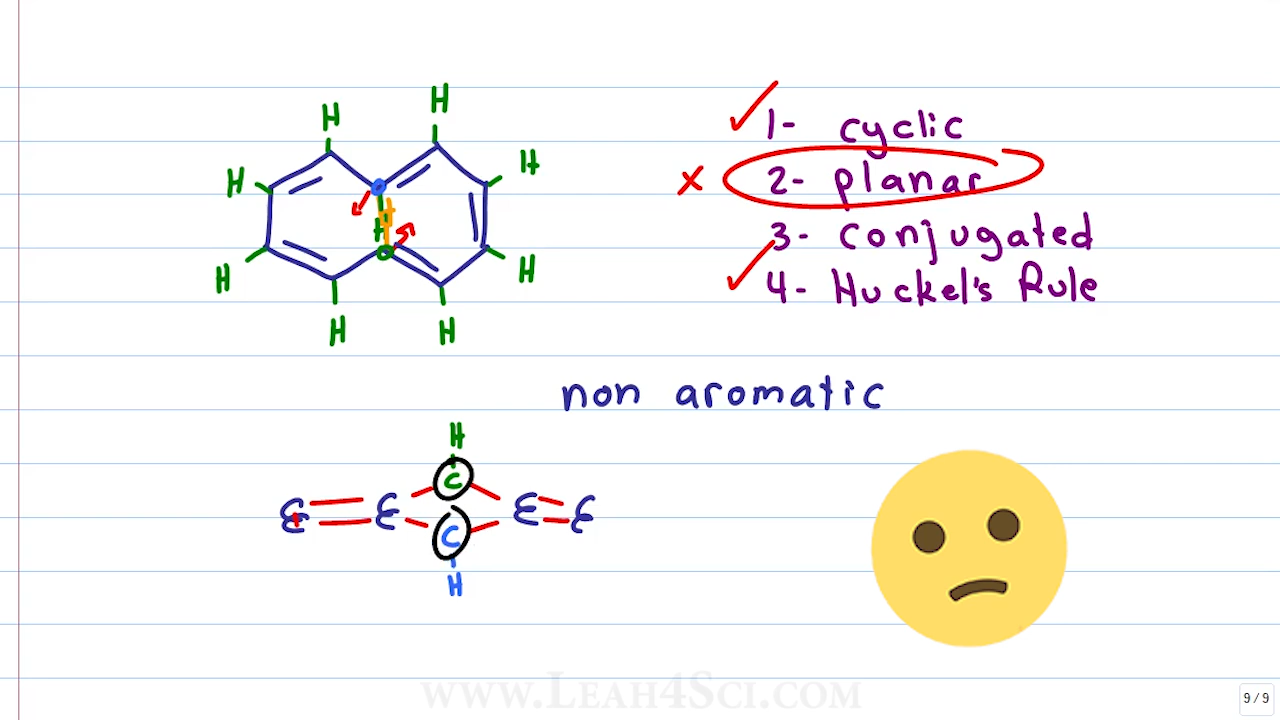 H
H
H
H
H
H
H
H
H
H
1- cyclic
2- planar
3- conjugated
4- Huckel's Rule
non aromatic
H
C
C
H
www.Leah4Sci.com
9 / 9